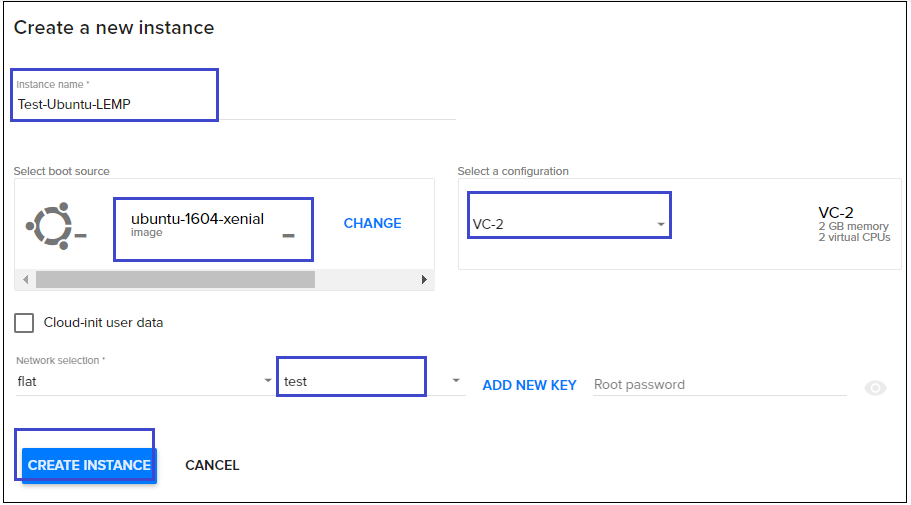 Create a new instance
Instance name *
Test-Ubuntu-LEMP
Select boot source
ubuntu-1604-xenial
image
CHANGE
Select a configuration
VC-2
VC-2
2 GB memory
2 virtual CPUs
Cloud-init user data
Network selection *
flat
test
ADD NEW KEY
Root password
CREATE INSTANCE
CANCEL